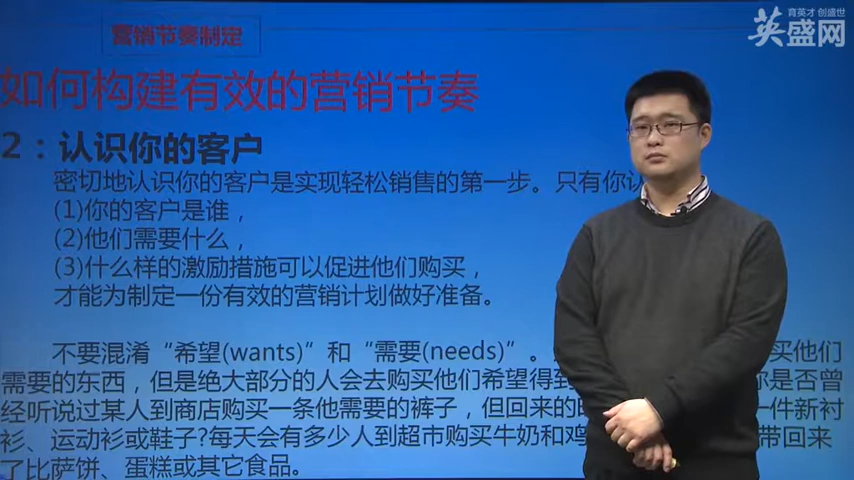 育英才 创盛世
英盛网
营销节奏制定
如何构建有效的营销节奏
2：认识你的客户
密切地认识你的客户是实现轻松销售的第一步。只有你
(1)你的客户是谁，
(2)他们需要什么，
(3)什么样的激励措施可以促进他们购买，
才能为制定一份有效的营销计划做好准备。
不要混淆“希望(wants)”和“需要(needs)”。 买他们
需要的东西，但是绝大部分的人会去购买他们希望得到 你是否曾
经听说过某人到商店购买一条他需要的裤子，但回来的 一件新衬
衫、运动衫或鞋子?每天会有多少人到超市购买牛奶和鸡 带回来
了比萨饼、蛋糕或其它食品。